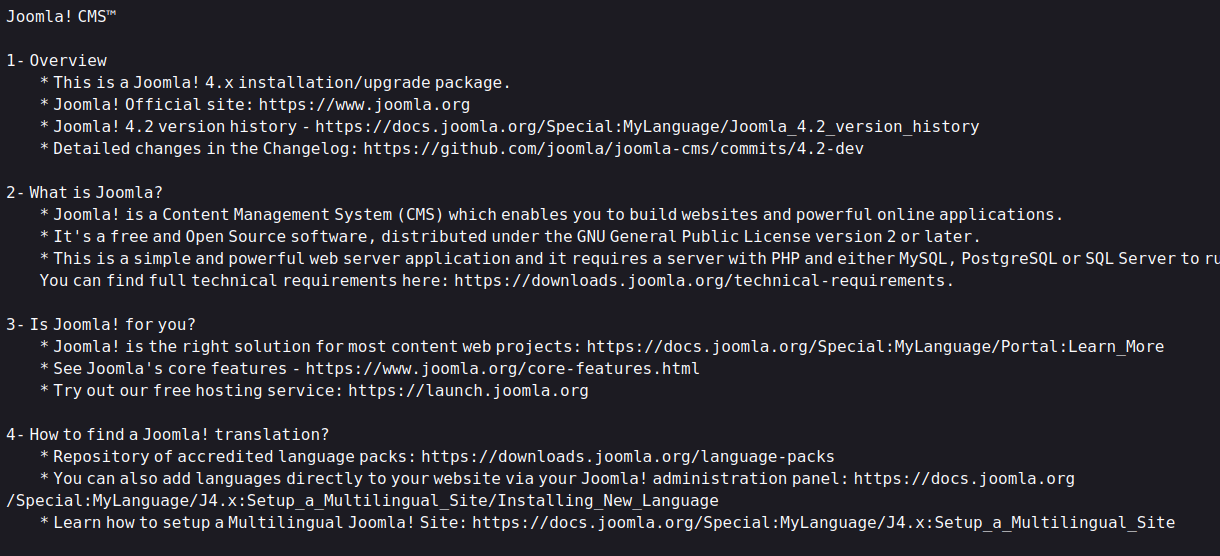 Joomla! CMS™
1- Overview
* This is a Joomla! 4.x installation/upgrade package.
* Joomla! Official site: https://www.joomla.org
* Joomla! 4.2 version history - https://docs.joomla.org/Special:MyLanguage/Joomla_4.2_version_history
* Detailed changes in the Changelog: https://github.com/joomla/joomla-cms/commits/4.2-dev
2- What is Joomla?
* Joomla! is a Content Management System (CMS) which enables you to build websites and powerful online applications.
* It's a free and Open Source software, distributed under the GNU General Public License version 2 or later.
* This is a simple and powerful web server application and it requires a server with PHP and either MySQL, PostgreSQL or SQL Server to ru
You can find full technical requirements here: https://downloads.joomla.org/technical-requirements.
3- Is Joomla! for you?
* Joomla! is the right solution for most content web projects: https://docs.joomla.org/Special:MyLanguage/Portal:Learn_More
* See Joomla's core features - https://www.joomla.org/core-features.html
* Try out our free hosting service: https://launch.joomla.org
4- How to find a Joomla! translation?
* Repository of accredited language packs: https://downloads.joomla.org/language-packs
* You can also add languages directly to your website via your Joomla! administration panel: https://docs.joomla.org
/Special:MyLanguage/J4.x:Setup_a_Multilingual_Site/Installing_New_Language
* Learn how to setup a Multilingual Joomla! Site: https://docs.joomla.org/Special:MyLanguage/J4.x:Setup_a_Multilingual_Site